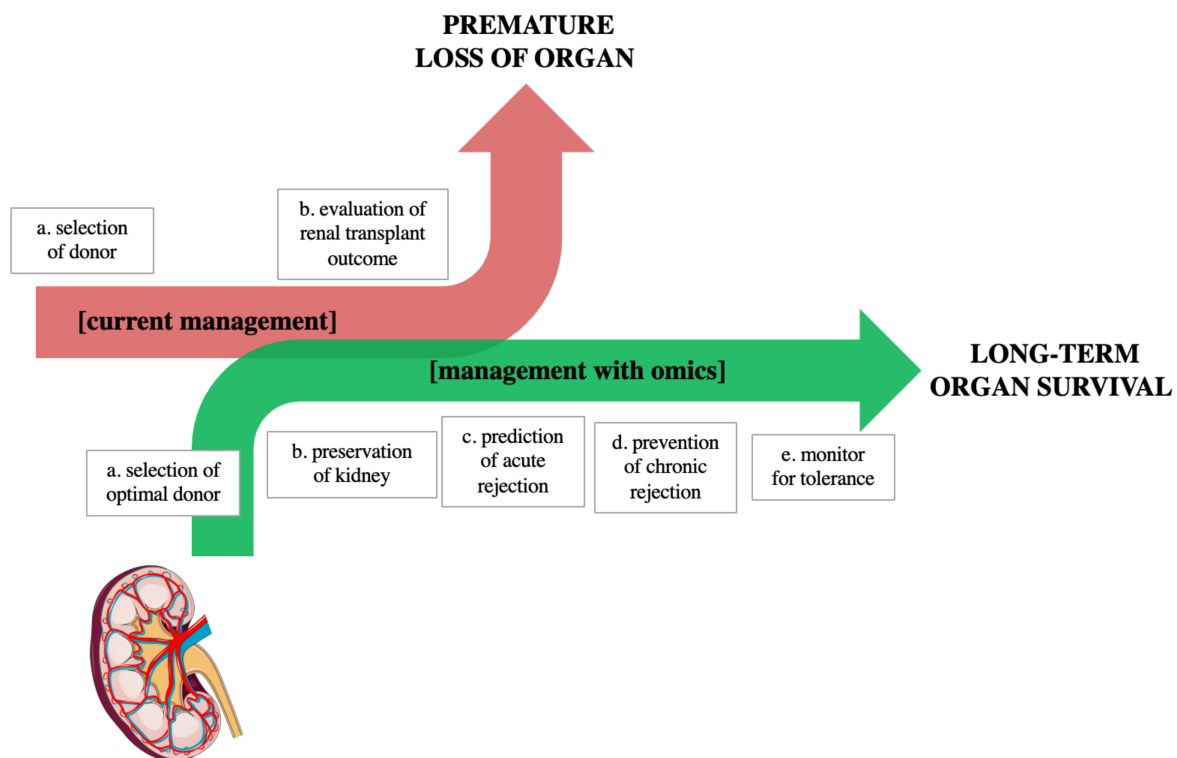 PREMATURE
LOSS OF ORGAN
a. selection
of donor
b. evaluation of
renal transplant
outcome
[current management]
[management with omics]
LONG-TERM
ORGAN SURVIVAL
a. selection of
optimal donor
b. preservation
of kidney
c. prediction
of acute
rejection
d. prevention
of chronic
rejection
e. monitor
for tolerance